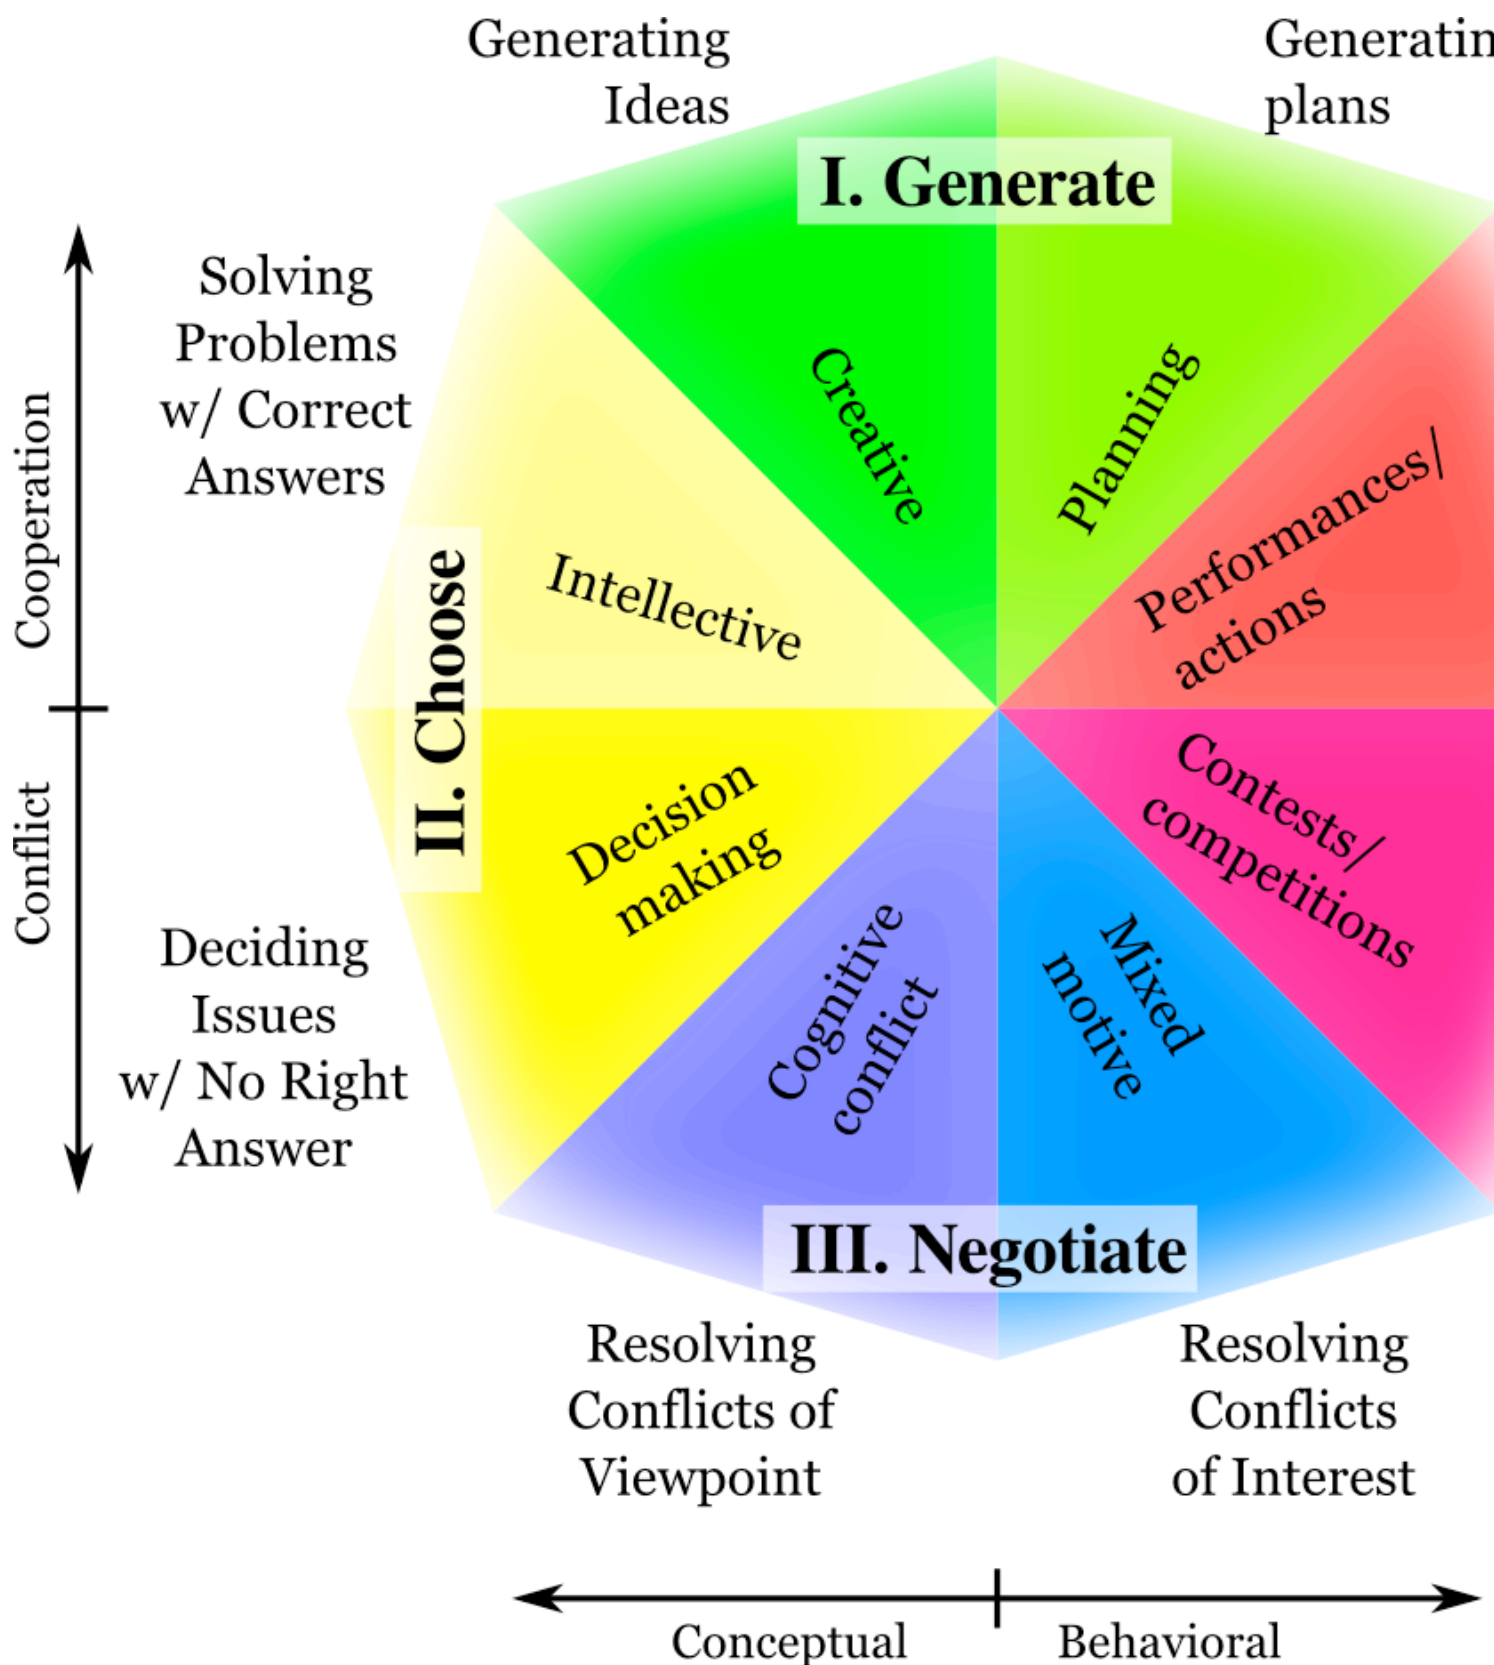 Generating
Ideas
Generatin
plans
I. Generate
Solving
Problems
w/ Correct
Answers
Creative
Planning
Performances/
actions
Intellective
II. Choose
Cooperation
Conflict
Decision
making
Contests/
competitions
Cognitive
conflict
Mixed
motive
Deciding
Issues
w/ No Right
Answer
III. Negotiate
Resolving
Conflicts of
Viewpoint
Resolving
Conflicts
of Interest
Conceptual
Behavioral